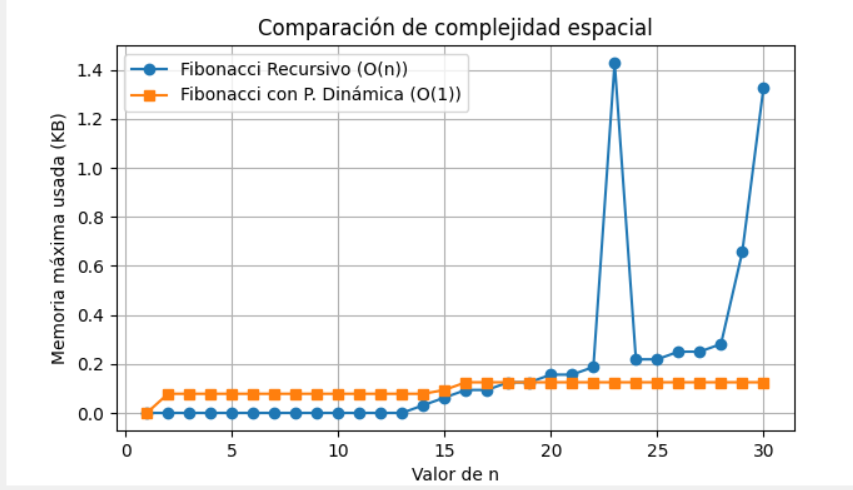 Comparación de complejidad espacial
Fibonacci Recursivo (O(n))
Fibonacci con P. Dinámica (O(1))
Memoria máxima usada (KB)
1.4
1.2
1.0
0.8
0.6
0.4
0.2
0.0
0 5 10 15 20 25 30
Valor de n